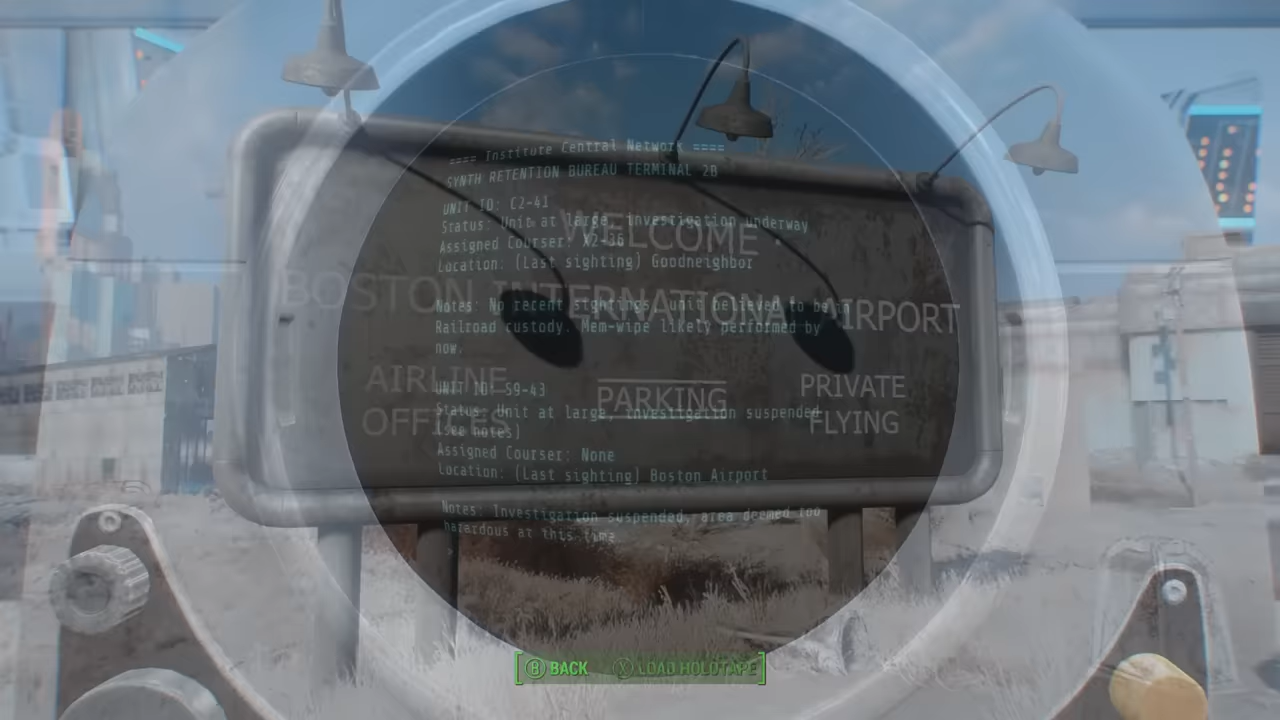 ==== Institute Central Network ====
SYNTH RETENTION BUREAU TERMINAL 2B
UNIT ID: C2-41
Status: Unit at large, investigation underway
Assigned Courser: X2-36
Location: (Last sighting) Goodneighbor
Notes: No recent sightings, unit believed to be in
Railroad custody. Mem-wipe likely performed by
now.
UNIT ID: S9-43
Status: Unit at large, investigation suspended
(see notes)
Assigned Courser: None
Location: (Last sighting) Boston Airport
Notes: Investigation suspended, area deemed too
hazardous at this time.
>
WELCOME
BOSTON INTERNATIONAL AIRPORT
AIRLINE
OFFICES
PARKING
PRIVATE
FLYING
[B) BACK X) LOAD HOLOTAPE]